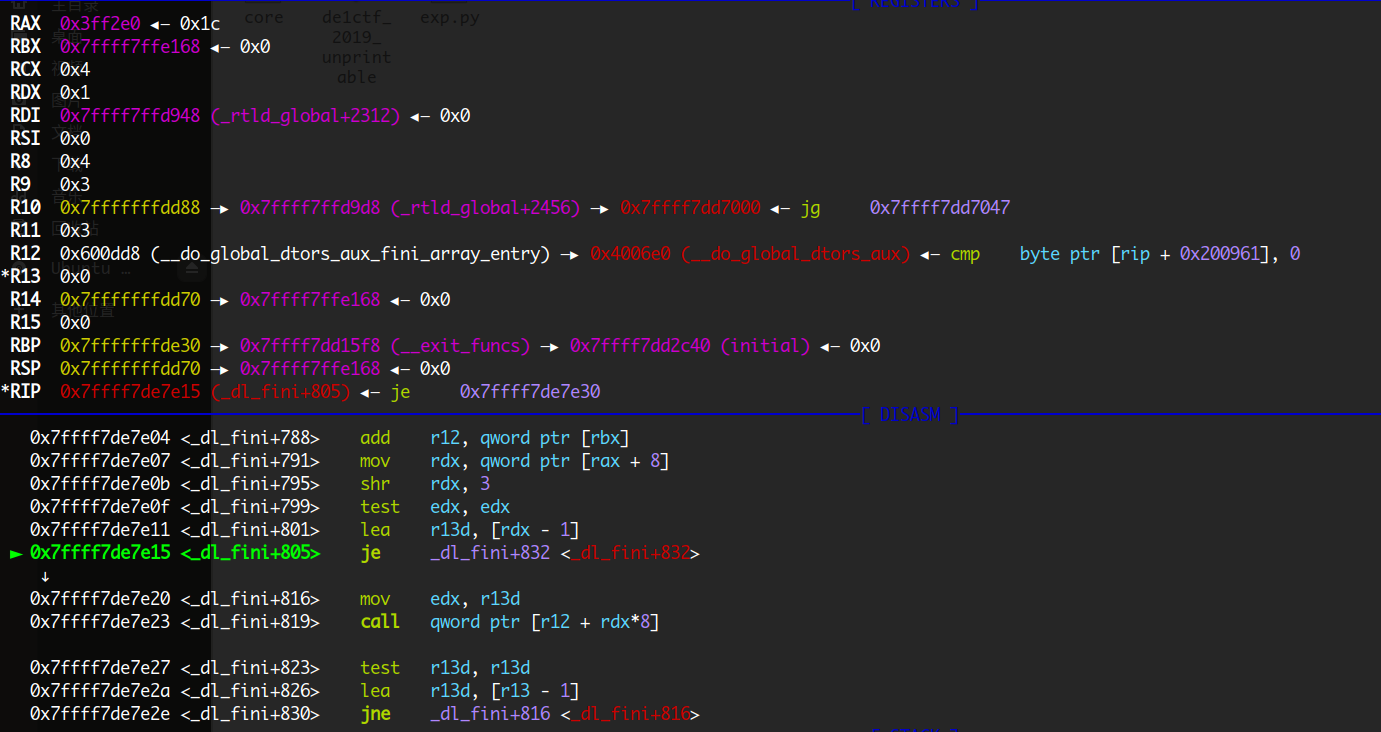 [ REGISTERS ]
主目录
core
de1ctf_
2019_
unprint
able
exp.py
RAX  0x3ff2e0 ◂— 0x1c
RBX  0x7ffff7ffe168 ◂— 0x0
RCX  0x4
RDX  0x1
RDI  0x7ffff7ffd948 (_rtld_global+2312) ◂— 0x0
RSI  0x0
R8   0x4
R9   0x3
R10  0x7fffffffdd88 —▸ 0x7ffff7ffd9d8 (_rtld_global+2456) —▸ 0x7ffff7dd7000 ◂— jg     0x7ffff7dd7047
R11  0x3
R12  0x600dd8 (__do_global_dtors_aux_fini_array_entry) —▸ 0x4006e0 (__do_global_dtors_aux) ◂— cmp    byte ptr [rip + 0x200961], 0
*R13  0x0
R14  0x7fffffffdd70 —▸ 0x7ffff7ffe168 ◂— 0x0
R15  0x0
RBP  0x7fffffffde30 —▸ 0x7ffff7dd15f8 (__exit_funcs) —▸ 0x7ffff7dd2c40 (initial) ◂— 0x0
RSP  0x7fffffffdd70 —▸ 0x7ffff7ffe168 ◂— 0x0
*RIP  0x7ffff7de7e15 (_dl_fini+805) ◂— je     0x7ffff7de7e30
[ DISASM ]
0x7ffff7de7e04 <_dl_fini+788>    add    r12, qword ptr [rbx]
0x7ffff7de7e07 <_dl_fini+791>    mov    rdx, qword ptr [rax + 8]
0x7ffff7de7e0b <_dl_fini+795>    shr    rdx, 3
0x7ffff7de7e0f <_dl_fini+799>    test   edx, edx
0x7ffff7de7e11 <_dl_fini+801>    lea    r13d, [rdx - 1]
► 0x7ffff7de7e15 <_dl_fini+805>    je     _dl_fini+832 <_dl_fini+832>
↓
0x7ffff7de7e20 <_dl_fini+816>    mov    edx, r13d
0x7ffff7de7e23 <_dl_fini+819>    call   qword ptr [r12 + rdx*8]
0x7ffff7de7e27 <_dl_fini+823>    test   r13d, r13d
0x7ffff7de7e2a <_dl_fini+826>    lea    r13d, [r13 - 1]
0x7ffff7de7e2e <_dl_fini+830>    jne    _dl_fini+816 <_dl_fini+816>